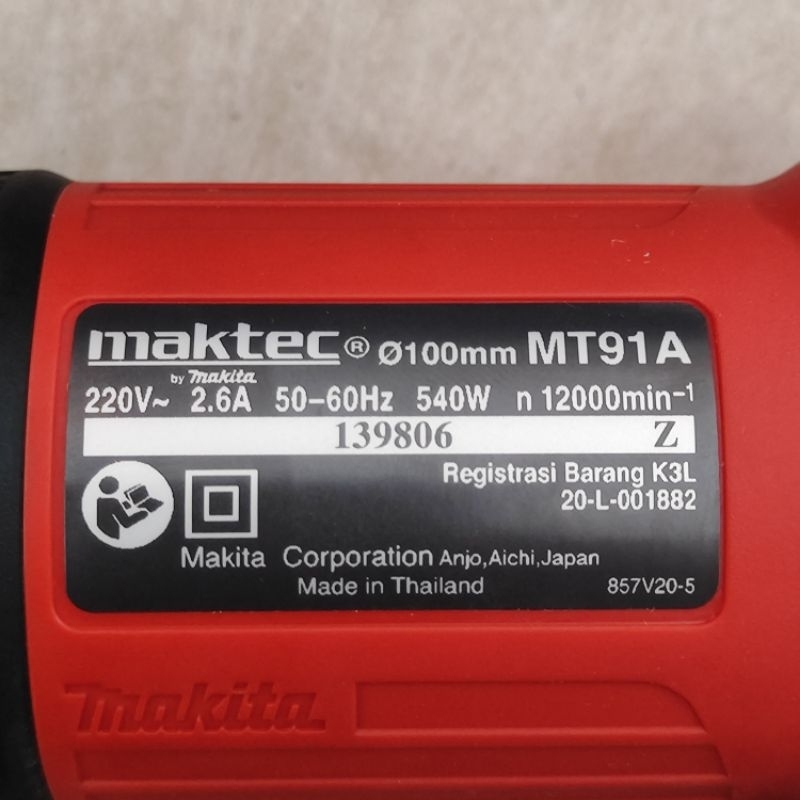 maktec® Ø100mm MT91A
by makita
220V~ 2.6A 50-60Hz 540W n 12000min⁻¹
139806 Z
Registrasi Barang K3L
20-L-001882
Makita Corporation Anjo,Aichi,Japan
Made in Thailand 857V20-5
makita